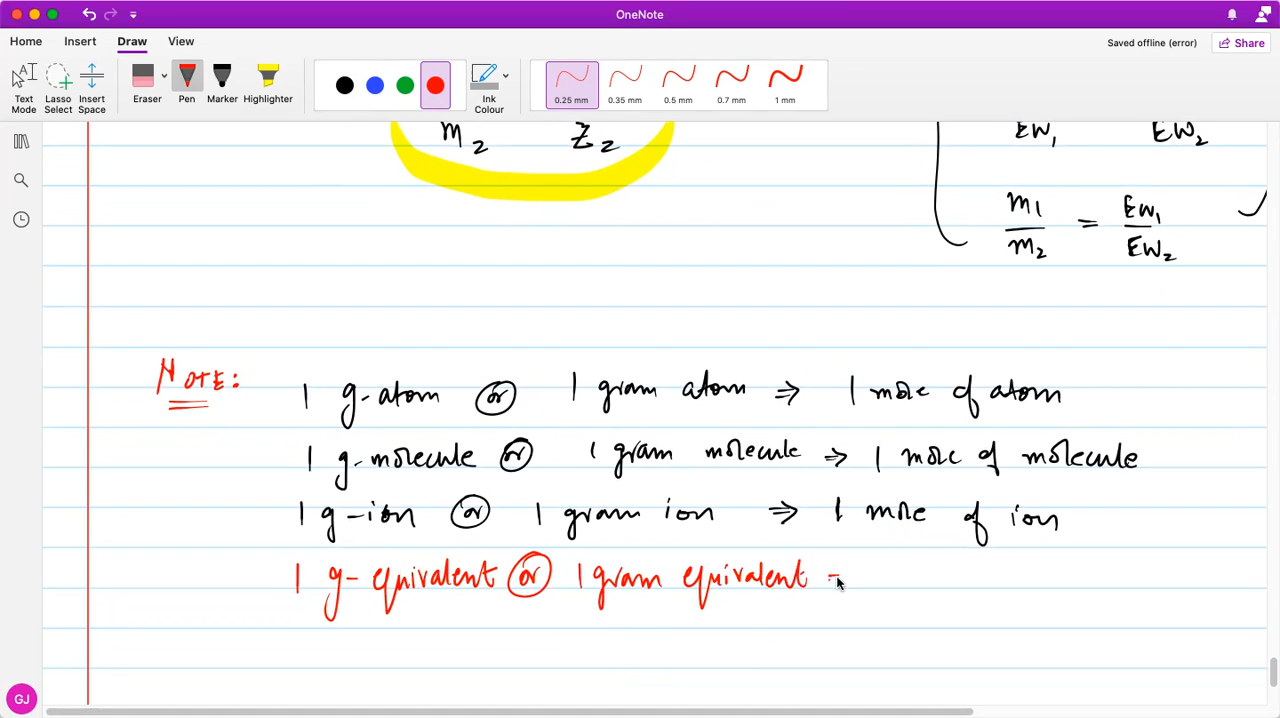 OneNote
Home Insert Draw View
Saved offline (error) Share
Text Mode Lasso Select Insert Space Eraser Pen Marker Highlighter Ink Colour 0.25 mm 0.35 mm 0.5 mm 0.7 mm 1 mm
m2 Z2 EW1 EW2
m1/m2 = EW1/EW2
NOTE: 1 g-atom or 1 gram atom ⇒ 1 mole of atom
1 g-molecule or 1 gram molecule ⇒ 1 mole of molecule
1 g-ion or 1 gram ion ⇒ 1 mole of ion
1 g-equivalent or 1 gram equivalent =
GJ